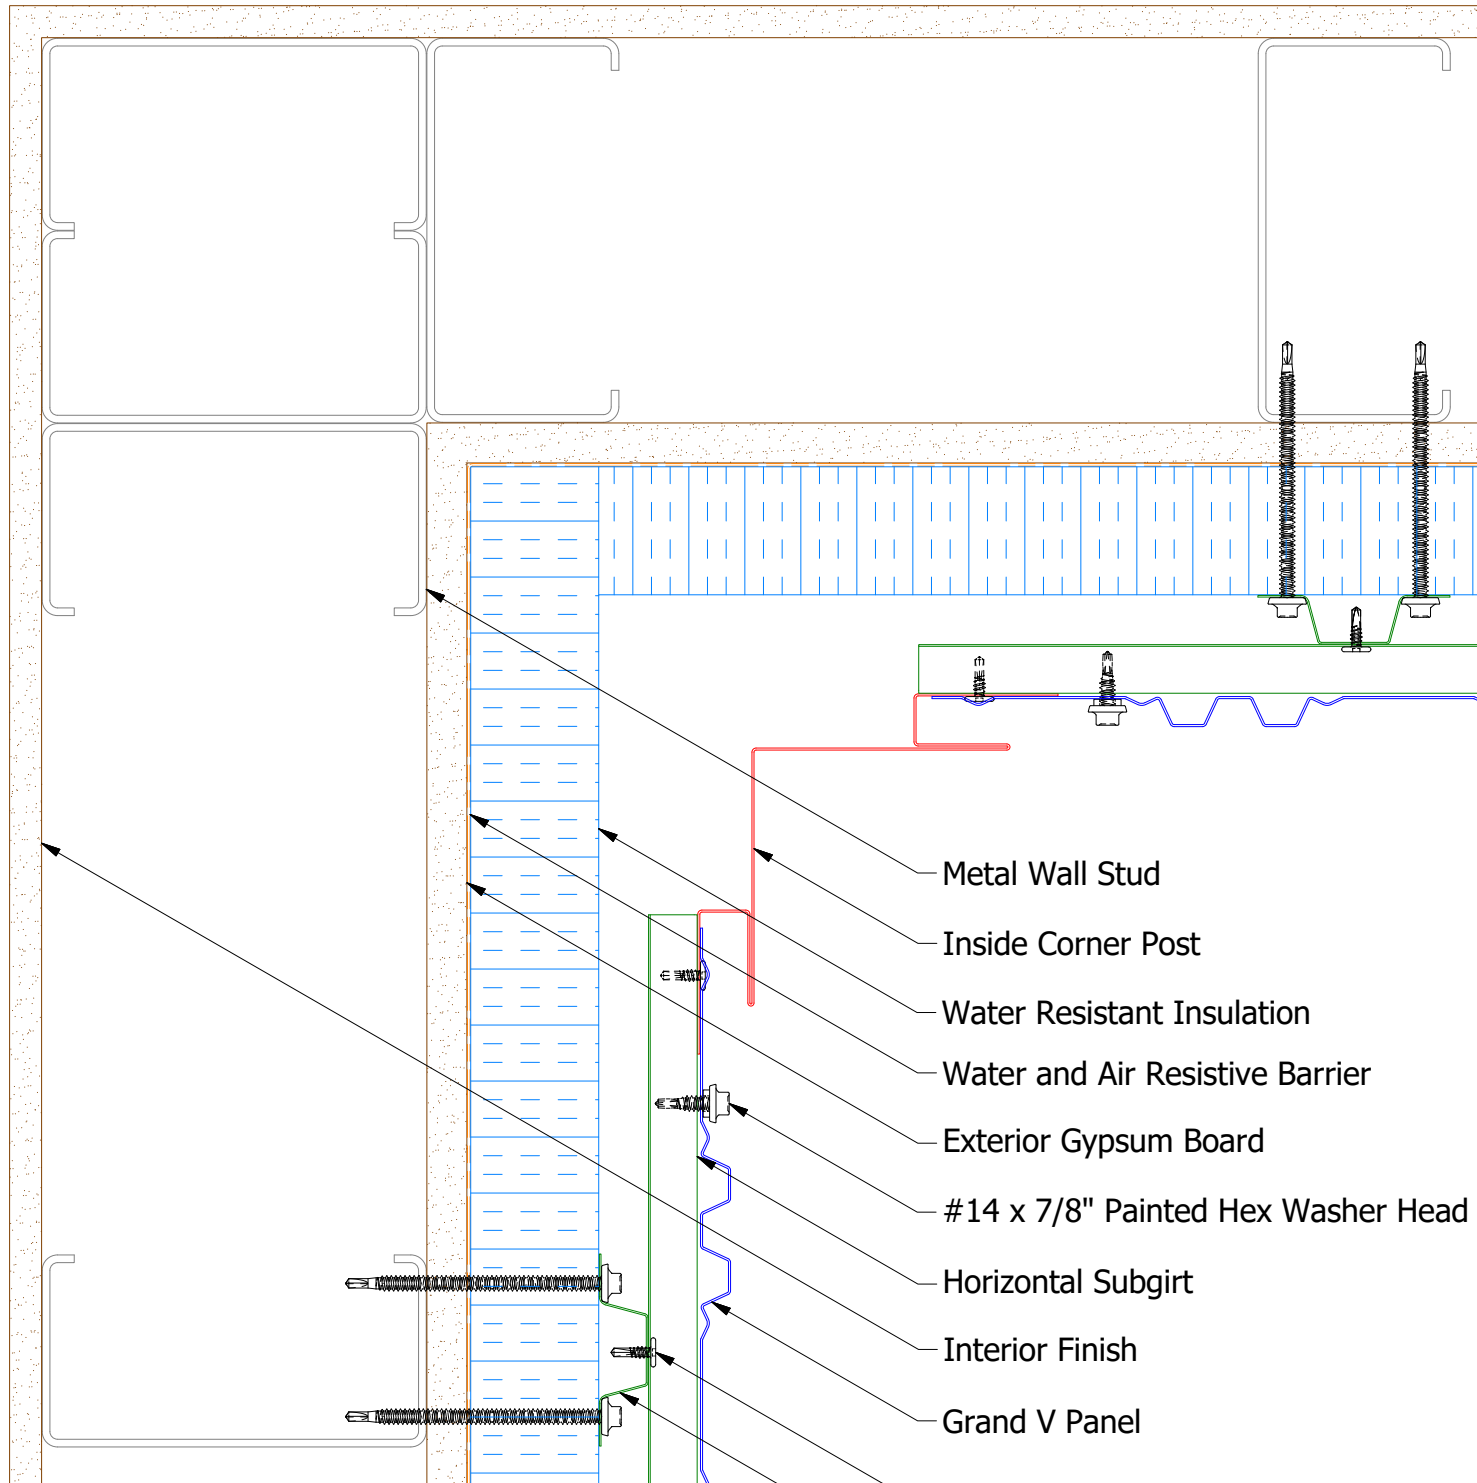 Metal Wall Stud
Inside Corner Post
Water Resistant Insulation
Water and Air Resistive Barrier
Exterior Gypsum Board
#14 x 7/8" Painted Hex Washer Head
Horizontal Subgirt
Interior Finish
Grand V Panel